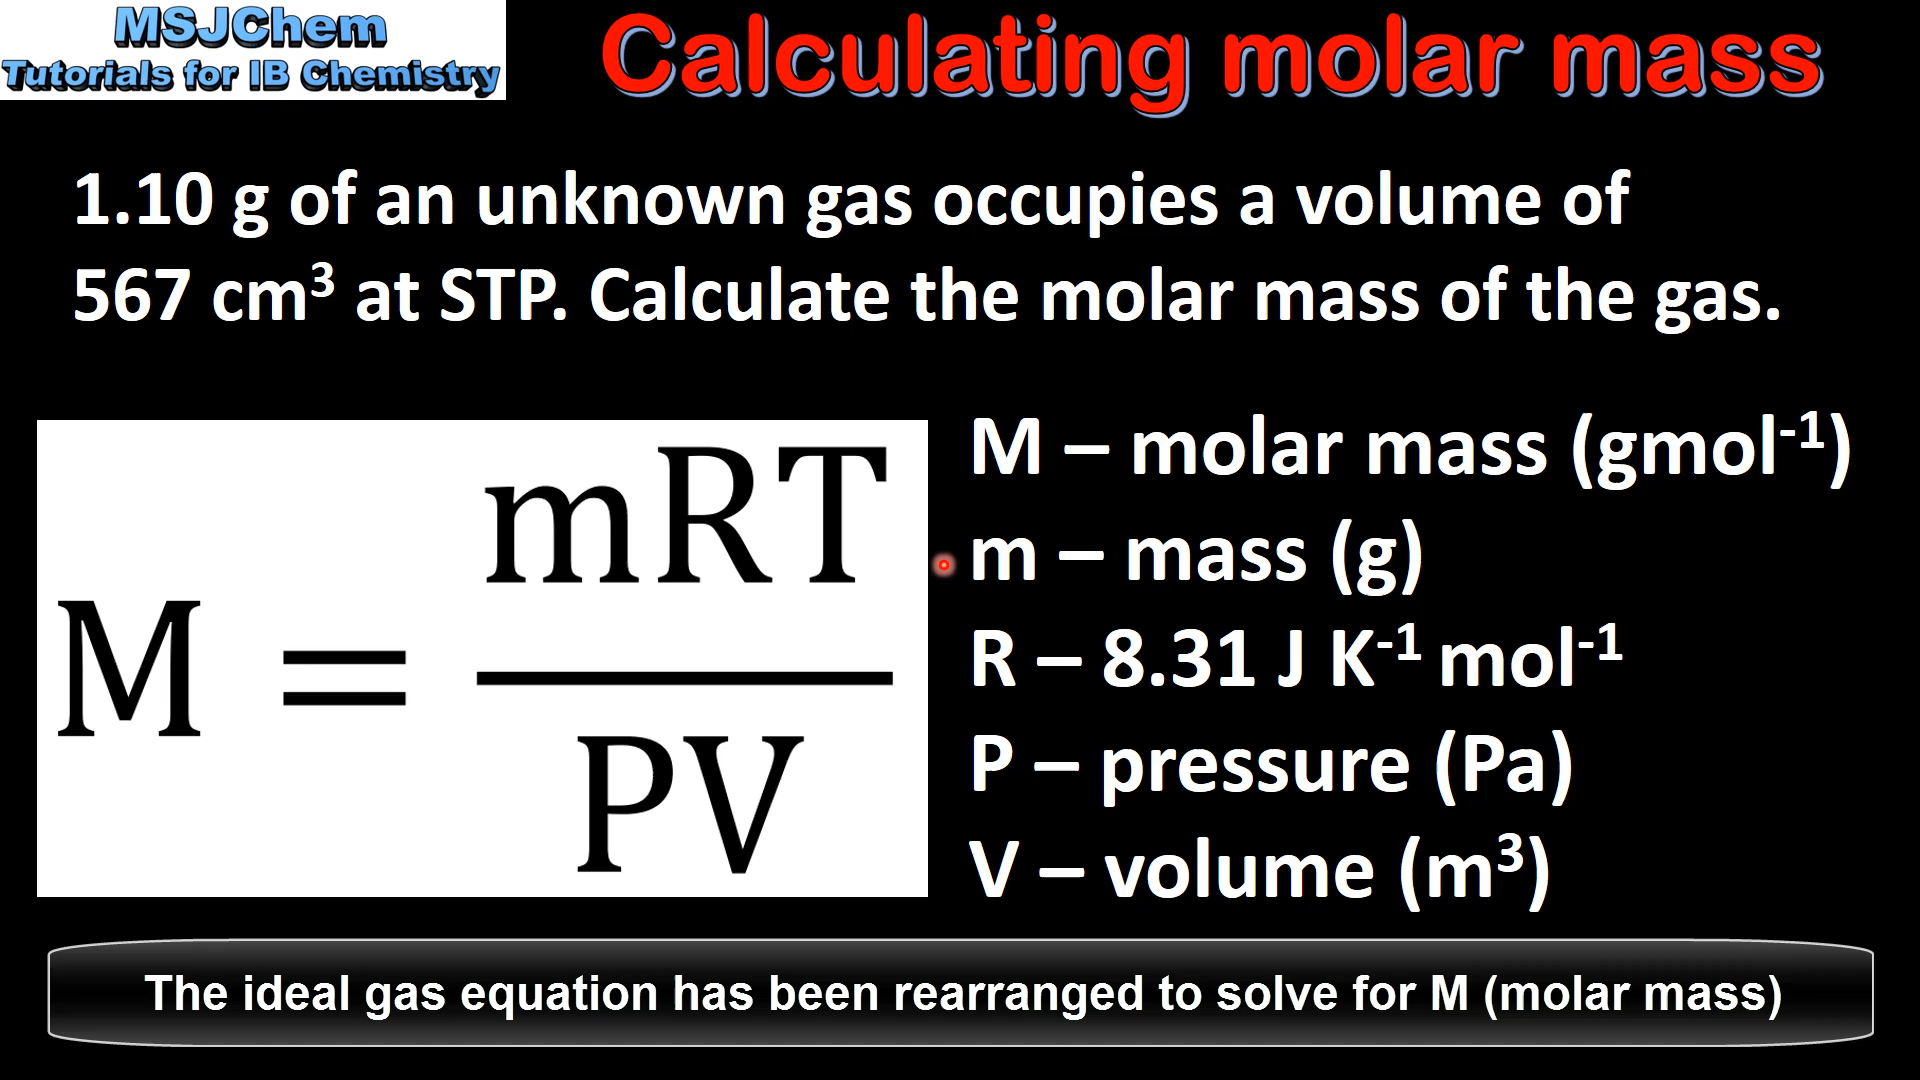 MSJChem
Tutorials for IB Chemistry
Calculating molar mass
1.10 g of an unknown gas occupies a volume of
567 cm³ at STP. Calculate the molar mass of the gas.
M = mRT / PV
M – molar mass (gmol⁻¹)
m – mass (g)
R – 8.31 J K⁻¹ mol⁻¹
P – pressure (Pa)
V – volume (m³)
The ideal gas equation has been rearranged to solve for M (molar mass)